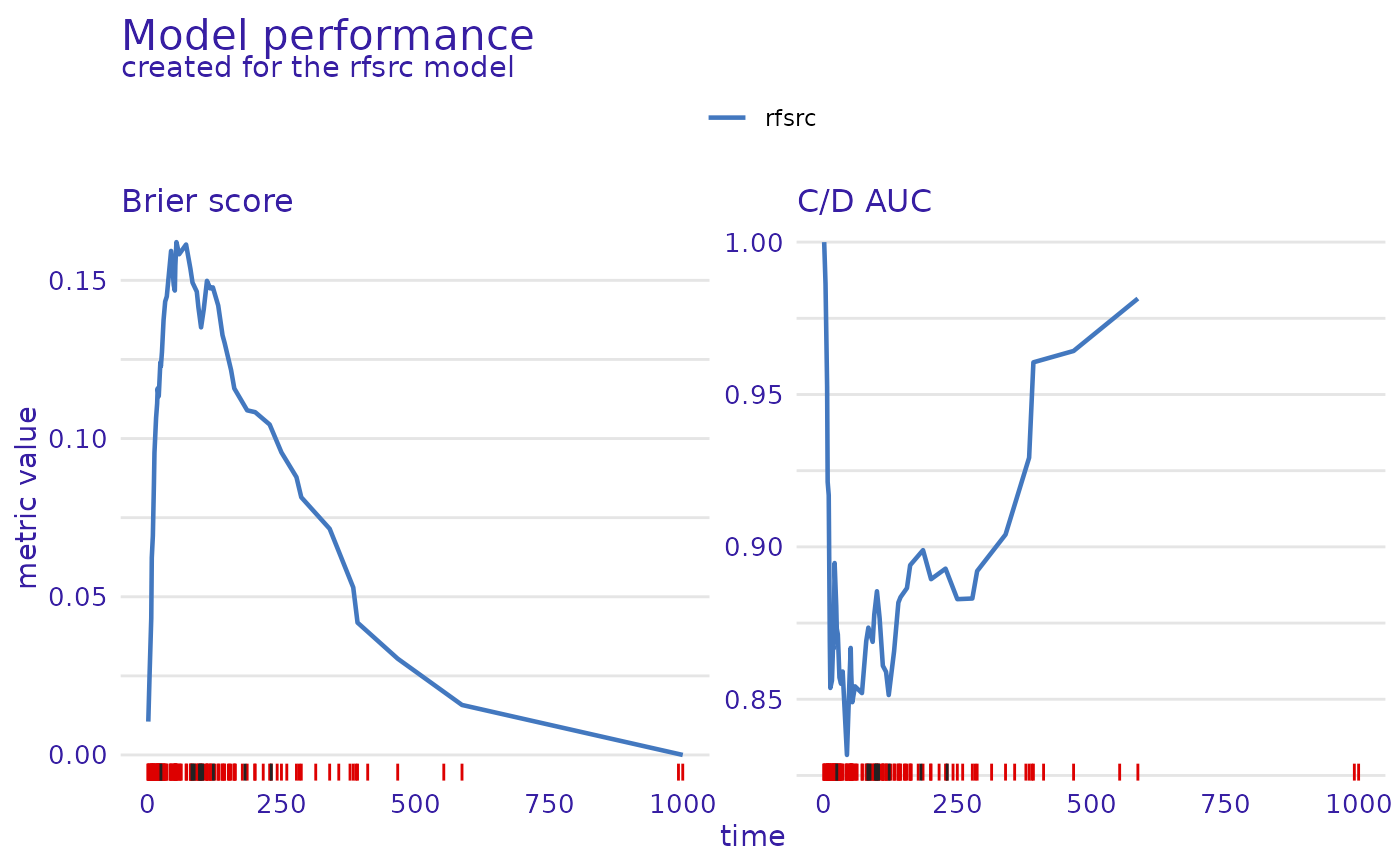 Model performance
created for the rfsrc model
rfsrc
Brier score
C/D AUC
metric value
0.15
0.10
0.05
0.00
0 250 500 750 1000
1.00
0.95
0.90
0.85
0 250 500 750 1000
time